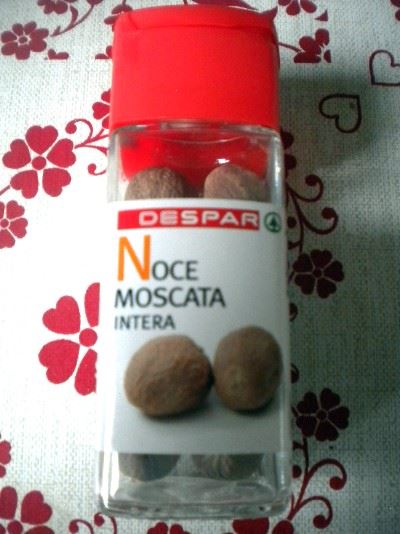 DESPAR
NOCE
MOSCATA
INTERA